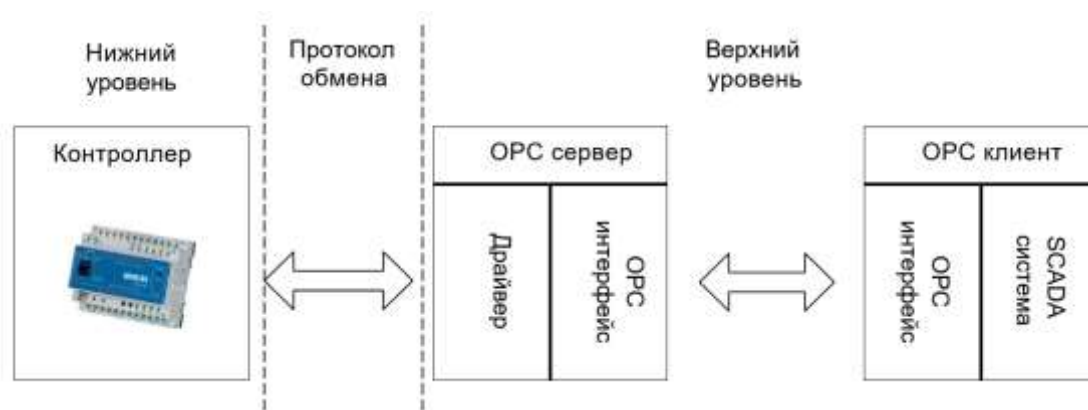 Нижний
уровень
Протокол
обмена
Верхний
уровень
Контроллер
OPC сервер
Драйвер
OPC
интерфейс
OPC клиент
OPC
интерфейс
SCADA
система